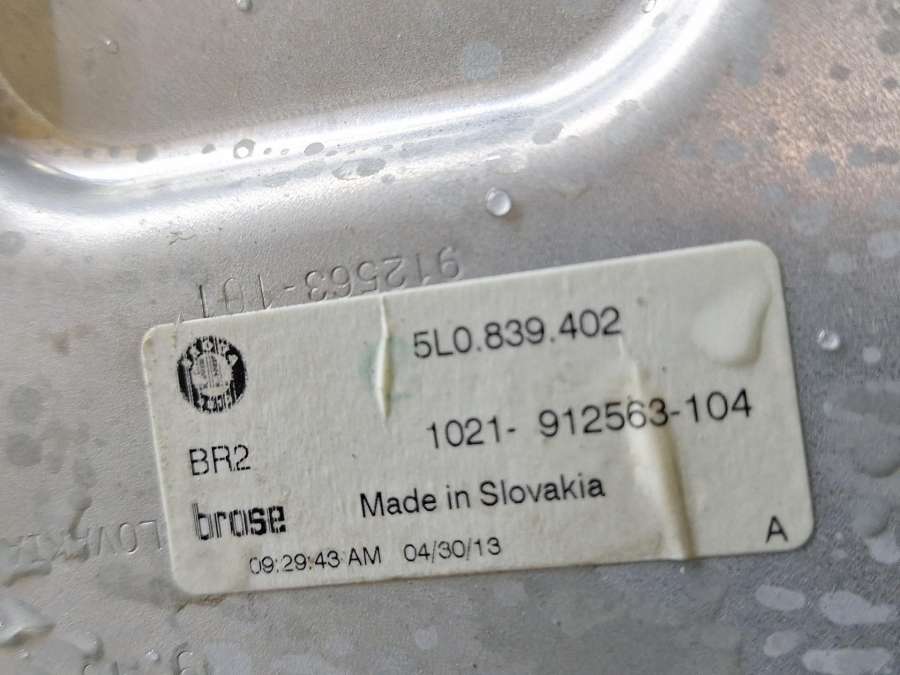 912563-101
5L0.839.402
ŠKODA
1021- 912563-104
BR2
Made in Slovakia
brose
09:29:43 AM 04/30/13
A